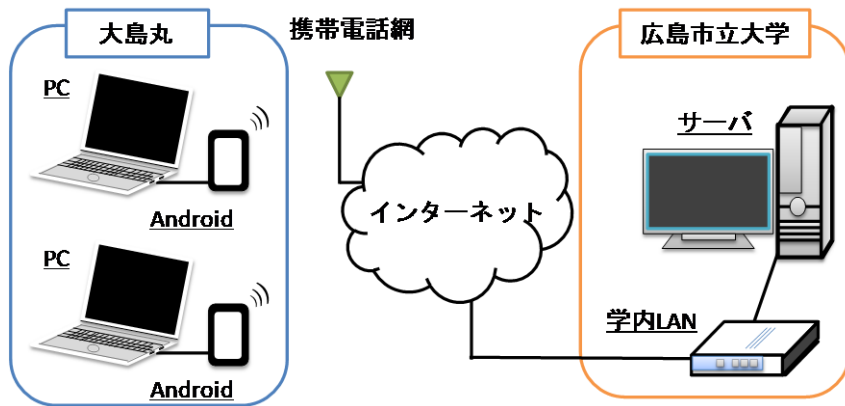 大島丸
携帯電話網
広島市立大学
PC
サーバ
Android
インターネット
PC
学内LAN
Android